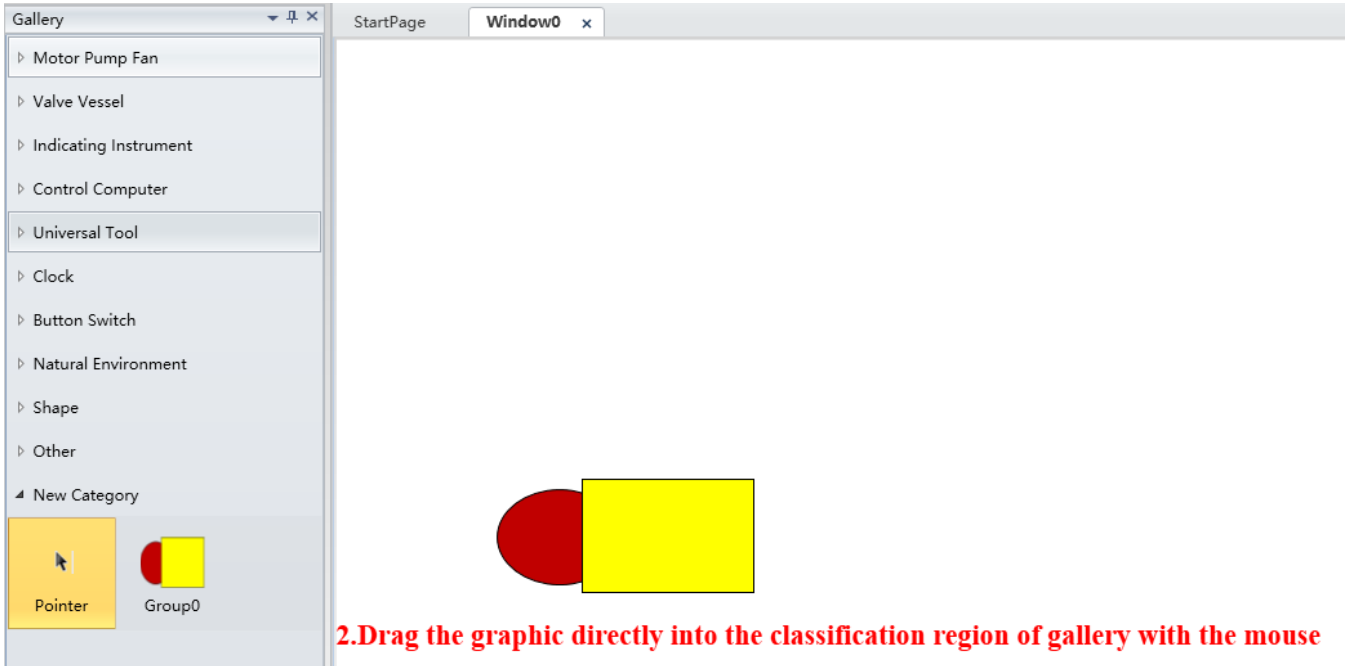 Gallery
StartPage
Window0
Motor Pump Fan
Valve Vessel
Indicating Instrument
Control Computer
Universal Tool
Clock
Button Switch
Natural Environment
Shape
Other
New Category
Pointer
Group0
2.Drag the graphic directly into the classification region of gallery with the mouse